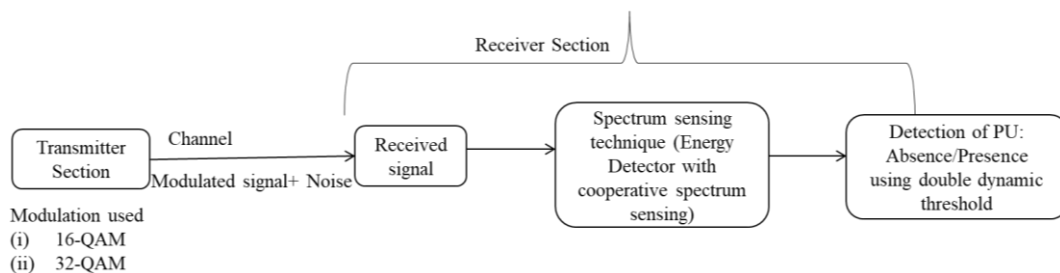 Receiver Section
Transmitter
Section
Channel
Modulated signal+ Noise
Received
signal
Spectrum sensing
technique (Energy
Detector with
cooperative spectrum
sensing)
Detection of PU:
Absence/Presence
using double dynamic
threshold
Modulation used
(i) 16-QAM
(ii) 32-QAM